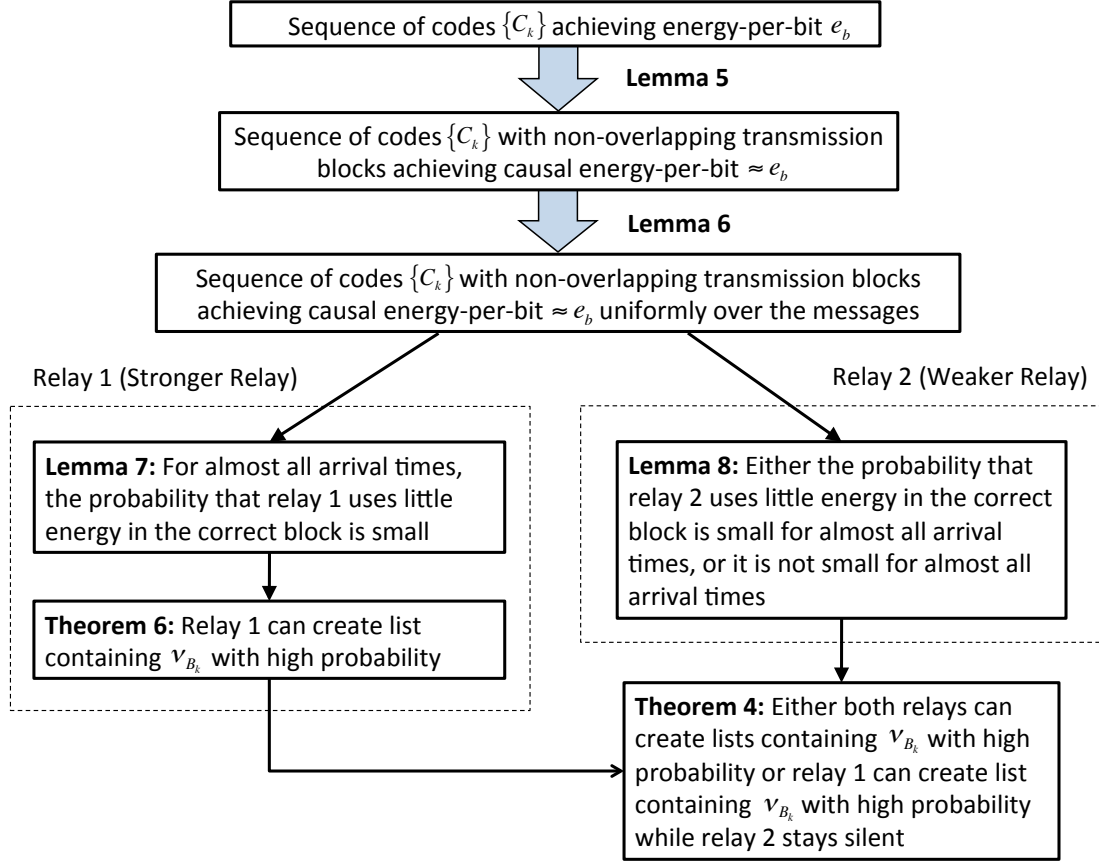 Sequence of codes {C_k} achieving energy-per-bit e_b
Lemma 5
Sequence of codes {C_k} with non-overlapping transmission
blocks achieving causal energy-per-bit ≈ e_b
Lemma 6
Sequence of codes {C_k} with non-overlapping transmission blocks
achieving causal energy-per-bit ≈ e_b uniformly over the messages
Relay 1 (Stronger Relay)
Lemma 7: For almost all arrival times,
the probability that relay 1 uses little
energy in the correct block is small
Theorem 6: Relay 1 can create list
containing ν_{B_k} with high probability
Relay 2 (Weaker Relay)
Lemma 8: Either the probability that
relay 2 uses little energy in the correct
block is small for almost all arrival
times, or it is not small for almost all
arrival times
Theorem 4: Either both relays can
create lists containing ν_{B_k} with high
probability or relay 1 can create list
containing ν_{B_k} with high probability
while relay 2 stays silent